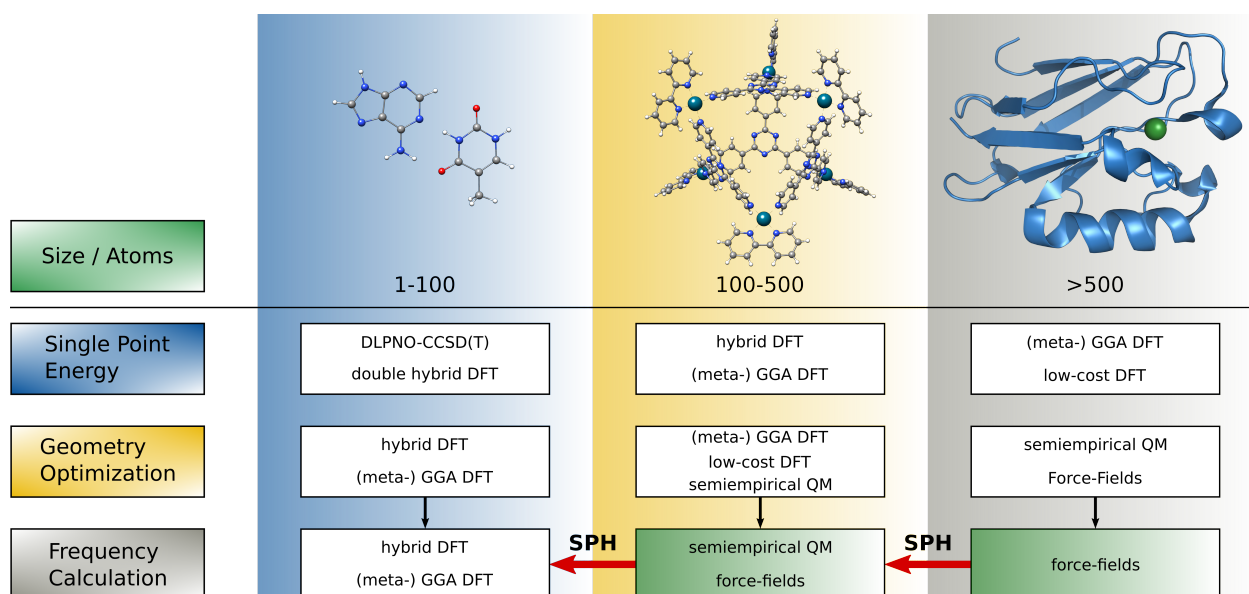 Size / Atoms
1-100
100-500
>500
Single Point
Energy
DLPNO-CCSD(T)
double hybrid DFT
hybrid DFT
(meta-) GGA DFT
(meta-) GGA DFT
low-cost DFT
Geometry
Optimization
hybrid DFT
(meta-) GGA DFT
(meta-) GGA DFT
low-cost DFT
semiempirical QM
semiempirical QM
Force-Fields
Frequency
Calculation
hybrid DFT
(meta-) GGA DFT
SPH
semiempirical QM
force-fields
SPH
force-fields